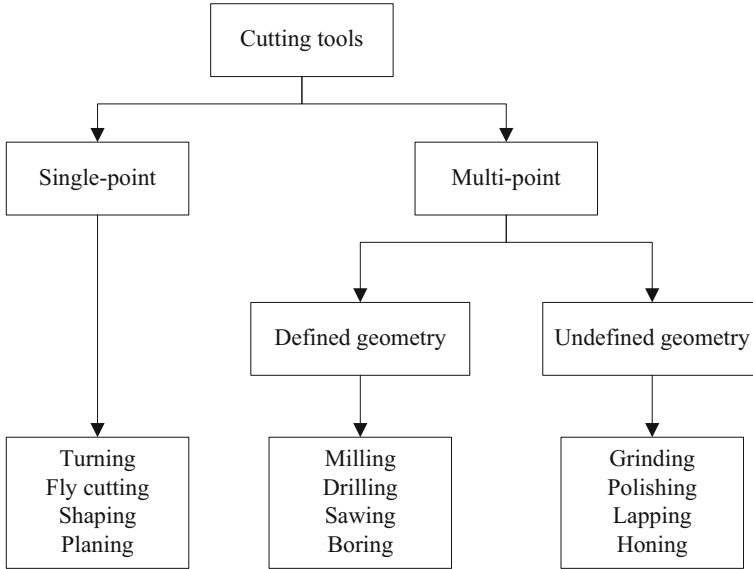 Cutting tools
Single-point
Multi-point
Defined geometry
Undefined geometry
Turning
Fly cutting
Shaping
Planing
Milling
Drilling
Sawing
Boring
Grinding
Polishing
Lapping
Honing